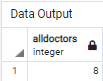 Data Output
alldoctors
integer
1 8